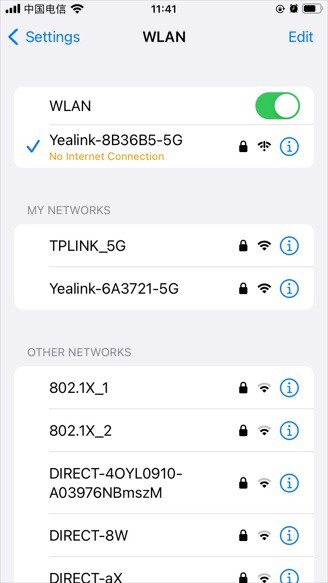 中国电信
11:41
Settings
WLAN
Edit
WLAN
Yealink-8B36B5-5G
No Internet Connection
MY NETWORKS
TPLINK_5G
Yealink-6A3721-5G
OTHER NETWORKS
802.1X_1
802.1X_2
DIRECT-4OYL0910-
A03976NBmszM
DIRECT-8W
DIRECT-aX